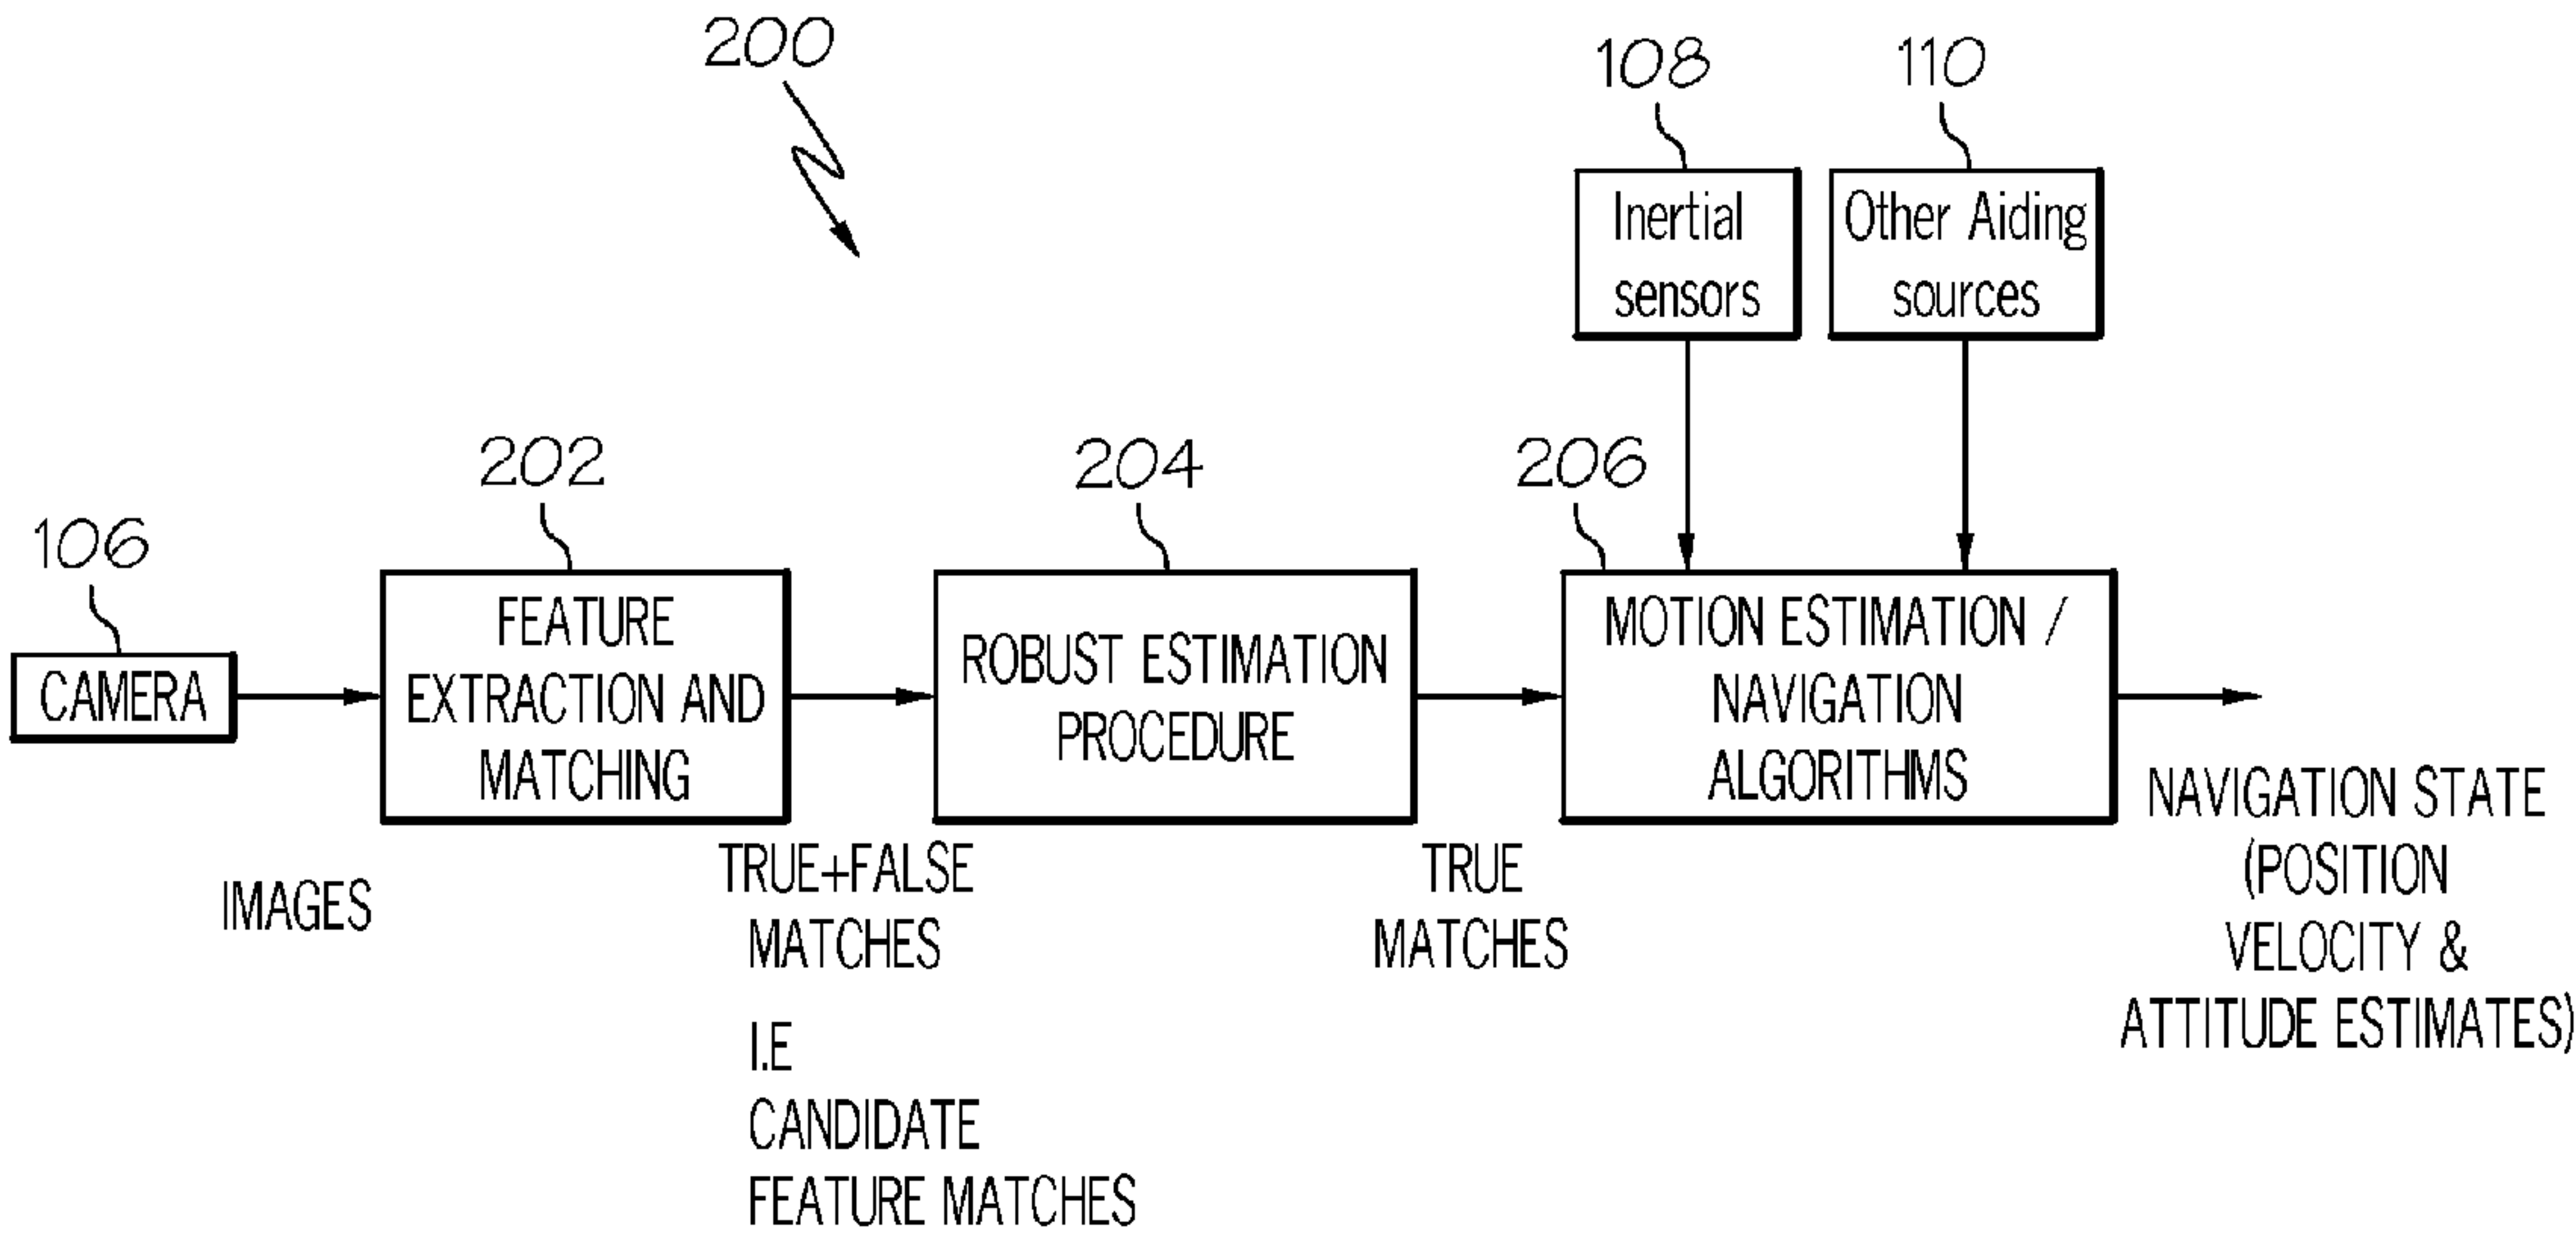 200
108
110
Inertial
sensors
Other Aiding
sources
202
204
206
106
CAMERA
FEATURE
EXTRACTION AND
MATCHING
ROBUST ESTIMATION
PROCEDURE
MOTION ESTIMATION /
NAVIGATION
ALGORITHMS
IMAGES
TRUE+FALSE
MATCHES
I.E
CANDIDATE
FEATURE MATCHES
TRUE
MATCHES
NAVIGATION STATE
(POSITION
VELOCITY &
ATTITUDE ESTIMATES)